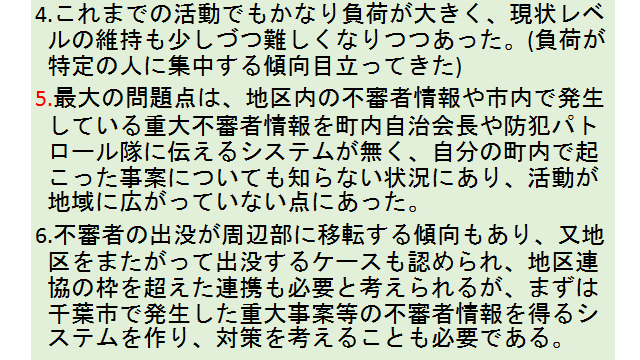 4.これまでの活動でもかなり負荷が大きく、現状レベ
ルの維持も少しづつ難しくなりつつあった。(負荷が
特定の人に集中する傾向目立ってきた)
5.最大の問題点は、地区内の不審者情報や市内で発生
している重大不審者情報を町内自治会長や防犯パト
ロール隊に伝えるシステムが無く、自分の町内で起
こった事案についても知らない状況にあり、活動が
地域に広がっていない点にあった。
6.不審者の出没が周辺部に移転する傾向もあり、又地
区をまたがって出没するケースも認められ、地区連
協の枠を超えた連携も必要と考えられるが、まずは
千葉市で発生した重大事案等の不審者情報を得るシ
ステムを作り、対策を考えることも必要である。